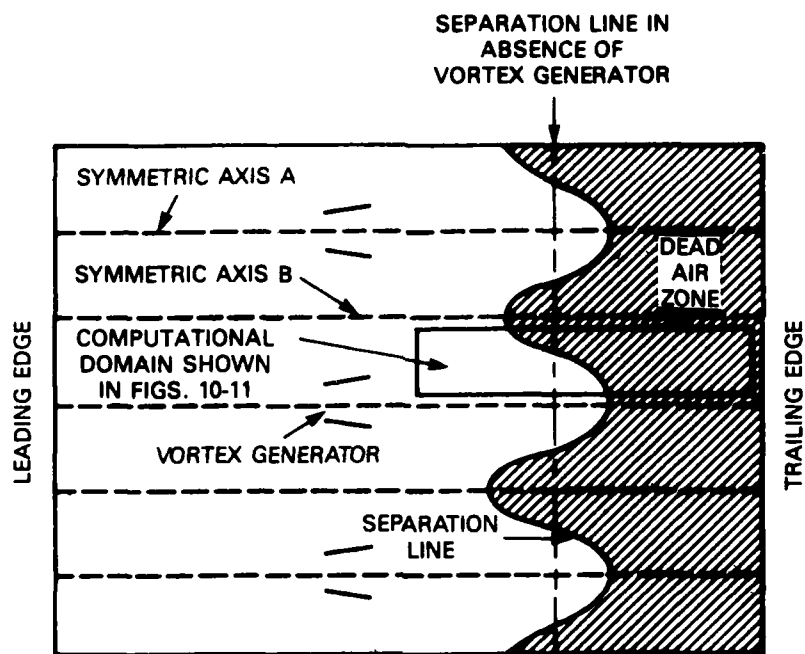 SEPARATION LINE IN
ABSENCE OF
VORTEX GENERATOR
SYMMETRIC AXIS A
DEAD
AIR
ZONE
SYMMETRIC AXIS B
COMPUTATIONAL
DOMAIN SHOWN
IN FIGS. 10-11
VORTEX GENERATOR
SEPARATION
LINE
LEADING EDGE
TRAILING EDGE